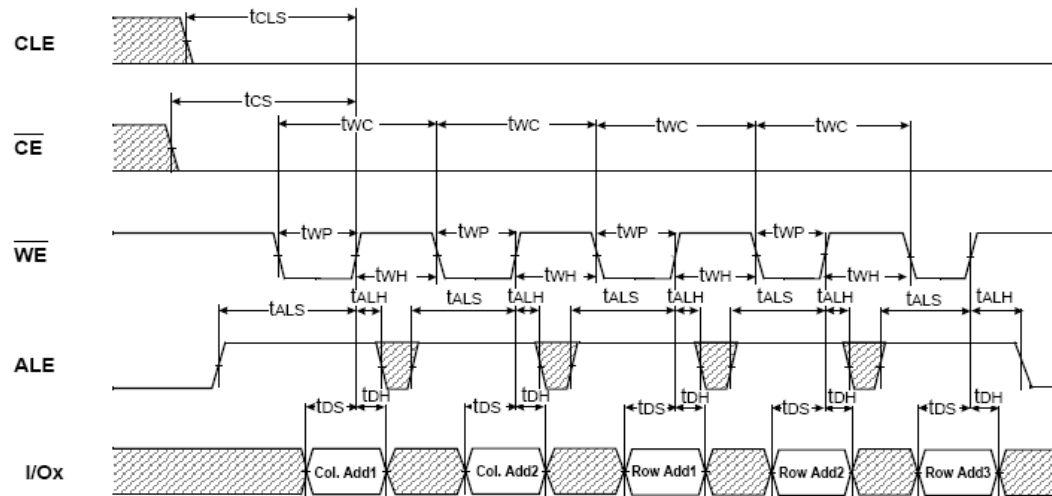 tCLS
CLE
tCS
CE
tWC tWC tWC tWC
WE
tWP tWP tWP tWP
tWH tWH tWH tWH
tALS tALH tALS tALH tALS tALH tALS tALH tALS tALH
ALE
tDS tDH tDS tDH tDS tDH tDS tDH tDS tDH
I/Ox Col. Add1 Col. Add2 Row Add1 Row Add2 Row Add3